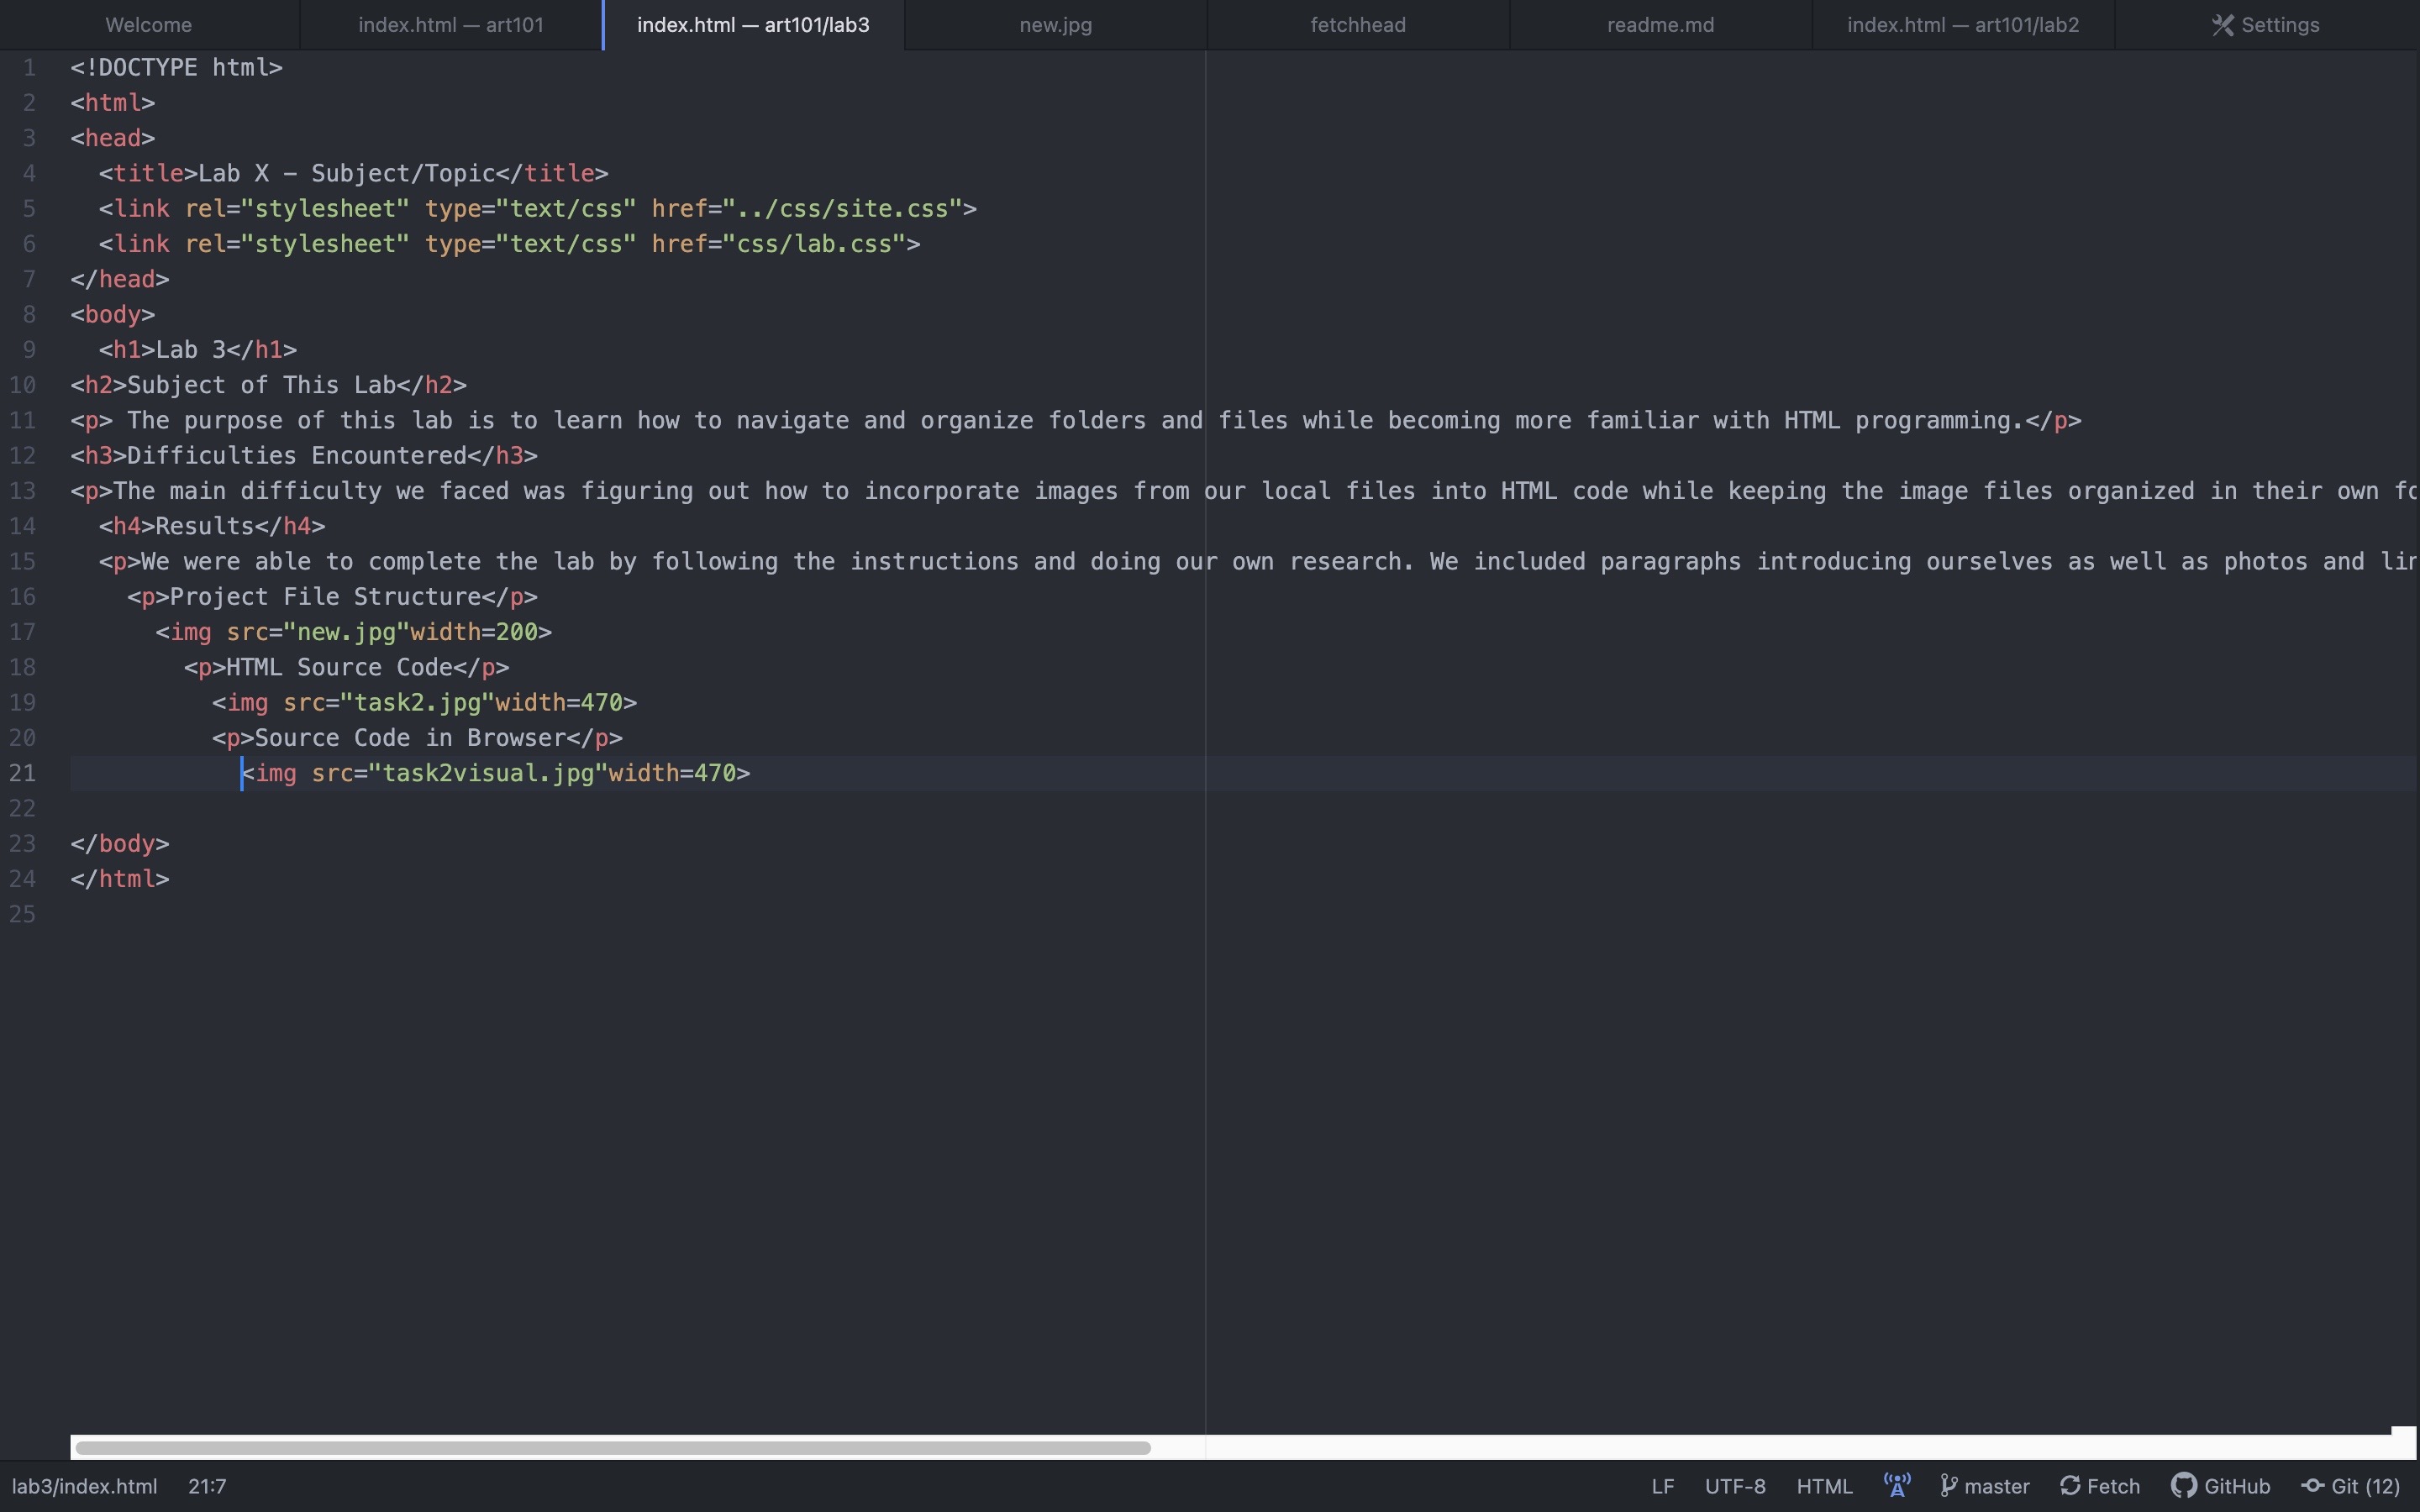 Welcome
index.html — art101
index.html — art101/lab3
new.jpg
fetchhead
readme.md
index.html — art101/lab2
Settings
1 <!DOCTYPE html>
2 <html>
3 <head>
4   <title>Lab X – Subject/Topic</title>
5   <link rel="stylesheet" type="text/css" href="../css/site.css">
6   <link rel="stylesheet" type="text/css" href="css/lab.css">
7 </head>
8 <body>
9   <h1>Lab 3</h1>
10 <h2>Subject of This Lab</h2>
11 <p> The purpose of this lab is to learn how to navigate and organize folders and files while becoming more familiar with HTML programming.</p>
12 <h3>Difficulties Encountered</h3>
13 <p>The main difficulty we faced was figuring out how to incorporate images from our local files into HTML code while keeping the image files organized in their own
14   <h4>Results</h4>
15   <p>We were able to complete the lab by following the instructions and doing our own research. We included paragraphs introducing ourselves as well as photos and
16     <p>Project File Structure</p>
17       <img src="new.jpg"width=200>
18         <p>HTML Source Code</p>
19           <img src="task2.jpg"width=470>
20           <p>Source Code in Browser</p>
21             <img src="task2visual.jpg"width=470>
22
23 </body>
24 </html>
25
lab3/index.html 21:7 LF UTF-8 HTML master Fetch GitHub Git (12)